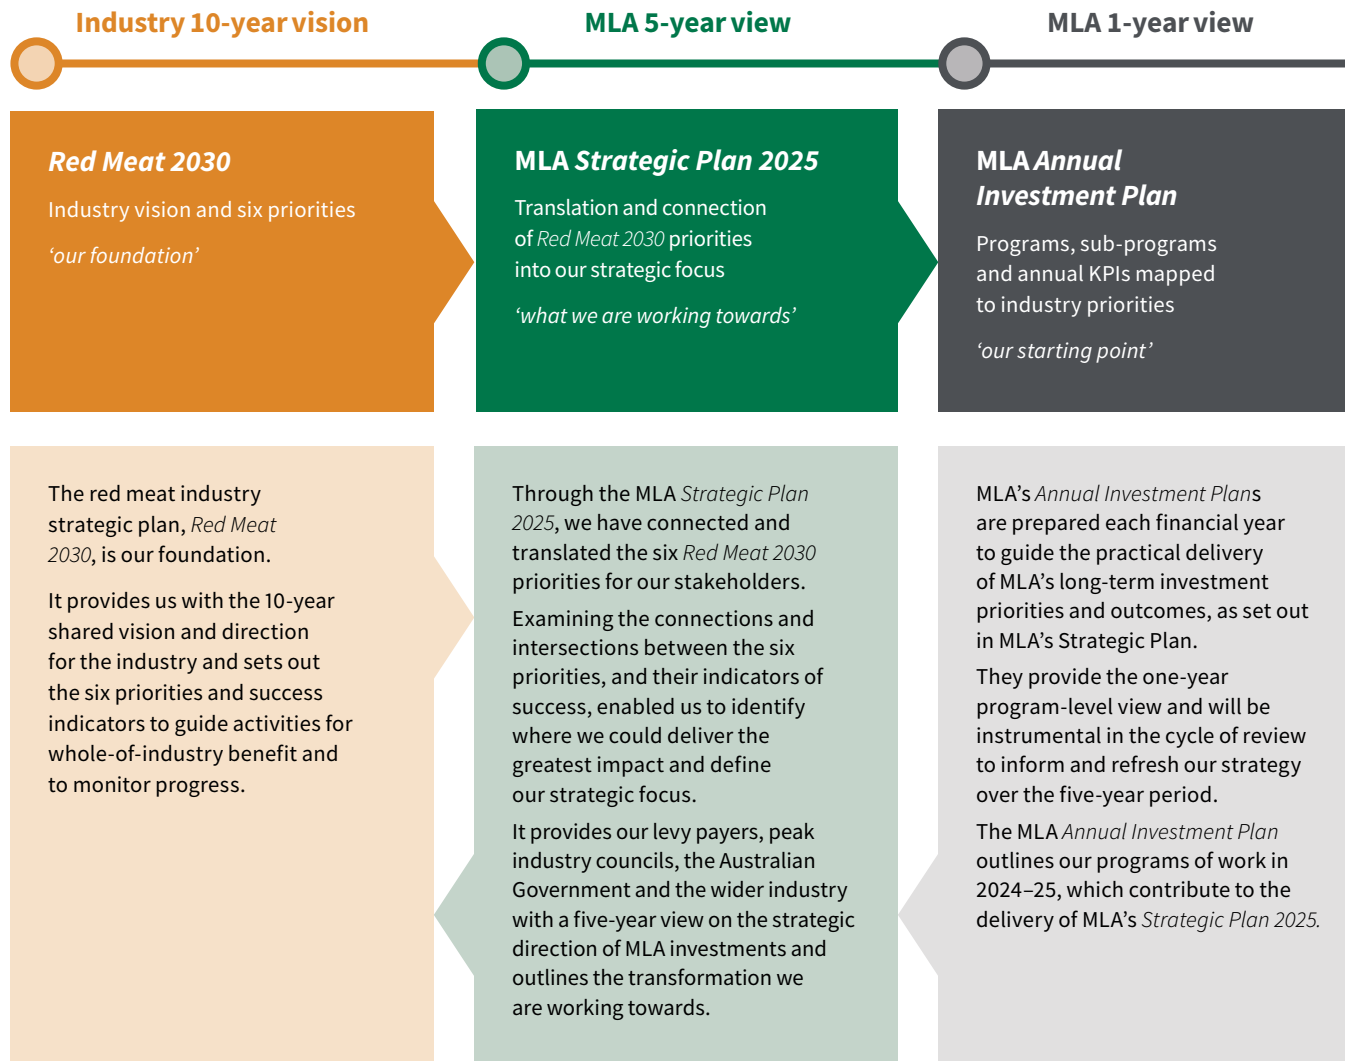 Industry 10-year vision
MLA 5-year view
MLA 1-year view
Red Meat 2030
Industry vision and six priorities
‘our foundation’
MLA Strategic Plan 2025
Translation and connection
of Red Meat 2030 priorities
into our strategic focus
‘what we are working towards’
MLA Annual
Investment Plan
Programs, sub-programs
and annual KPIs mapped
to industry priorities
‘our starting point’
The red meat industry
strategic plan, Red Meat
2030, is our foundation.
It provides us with the 10-year
shared vision and direction
for the industry and sets out
the six priorities and success
indicators to guide activities for
whole-of-industry benefit and
to monitor progress.
Through the MLA Strategic Plan
2025, we have connected and
translated the six Red Meat 2030
priorities for our stakeholders.
Examining the connections and
intersections between the six
priorities, and their indicators of
success, enabled us to identify
where we could deliver the
greatest impact and define
our strategic focus.
It provides our levy payers, peak
industry councils, the Australian
Government and the wider industry
with a five-year view on the strategic
direction of MLA investments and
outlines the transformation we
are working towards.
MLA’s Annual Investment Plans
are prepared each financial year
to guide the practical delivery
of MLA’s long-term investment
priorities and outcomes, as set out
in MLA’s Strategic Plan.
They provide the one-year
program-level view and will be
instrumental in the cycle of review
to inform and refresh our strategy
over the five-year period.
The MLA Annual Investment Plan
outlines our programs of work in
2024–25, which contribute to the
delivery of MLA’s Strategic Plan 2025.